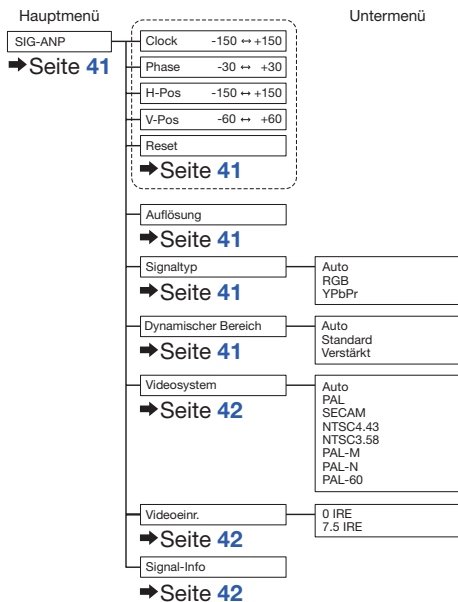 Hauptmenü
Untermenü
SIG-ANP
➡Seite 41
Clock -150 ↔ +150
Phase -30 ↔ +30
H-Pos -150 ↔ +150
V-Pos -60 ↔ +60
Reset
➡Seite 41
Auflösung
➡Seite 41
Signaltyp
➡Seite 41
Auto
RGB
YPbPr
Dynamischer Bereich
➡Seite 41
Auto
Standard
Verstärkt
Videosystem
➡Seite 42
Auto
PAL
SECAM
NTSC4.43
NTSC3.58
PAL-M
PAL-N
PAL-60
Videoeinr.
➡Seite 42
0 IRE
7.5 IRE
Signal-Info
➡Seite 42